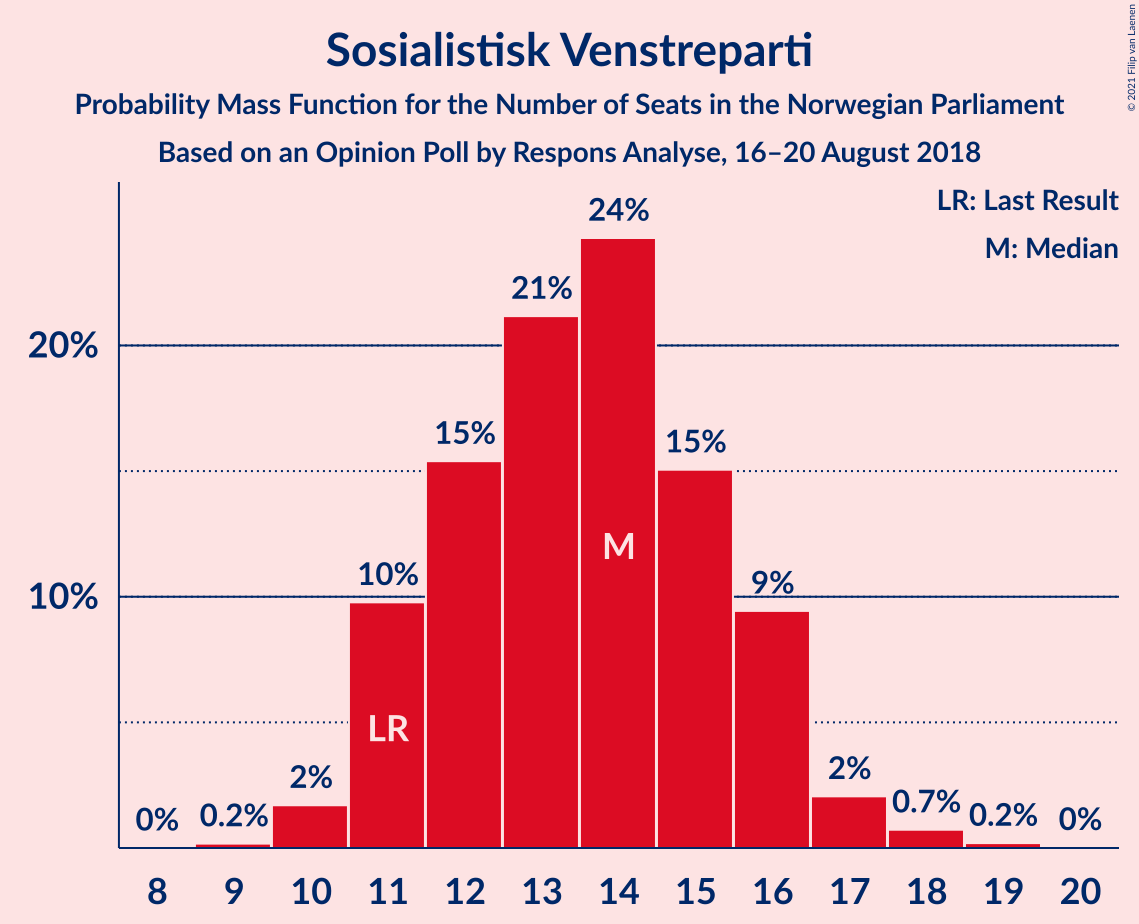 Sosialistisk Venstreparti
Probability Mass Function for the Number of Seats in the Norwegian Parliament
Based on an Opinion Poll by Respons Analyse, 16–20 August 2018
© 2021 Filip van Laenen
LR: Last Result
M: Median
20%
10%
0%
0.2%
2%
10%
15%
21%
24%
15%
9%
2%
0.7%
0.2%
0%
LR
M
8 9 10 11 12 13 14 15 16 17 18 19 20